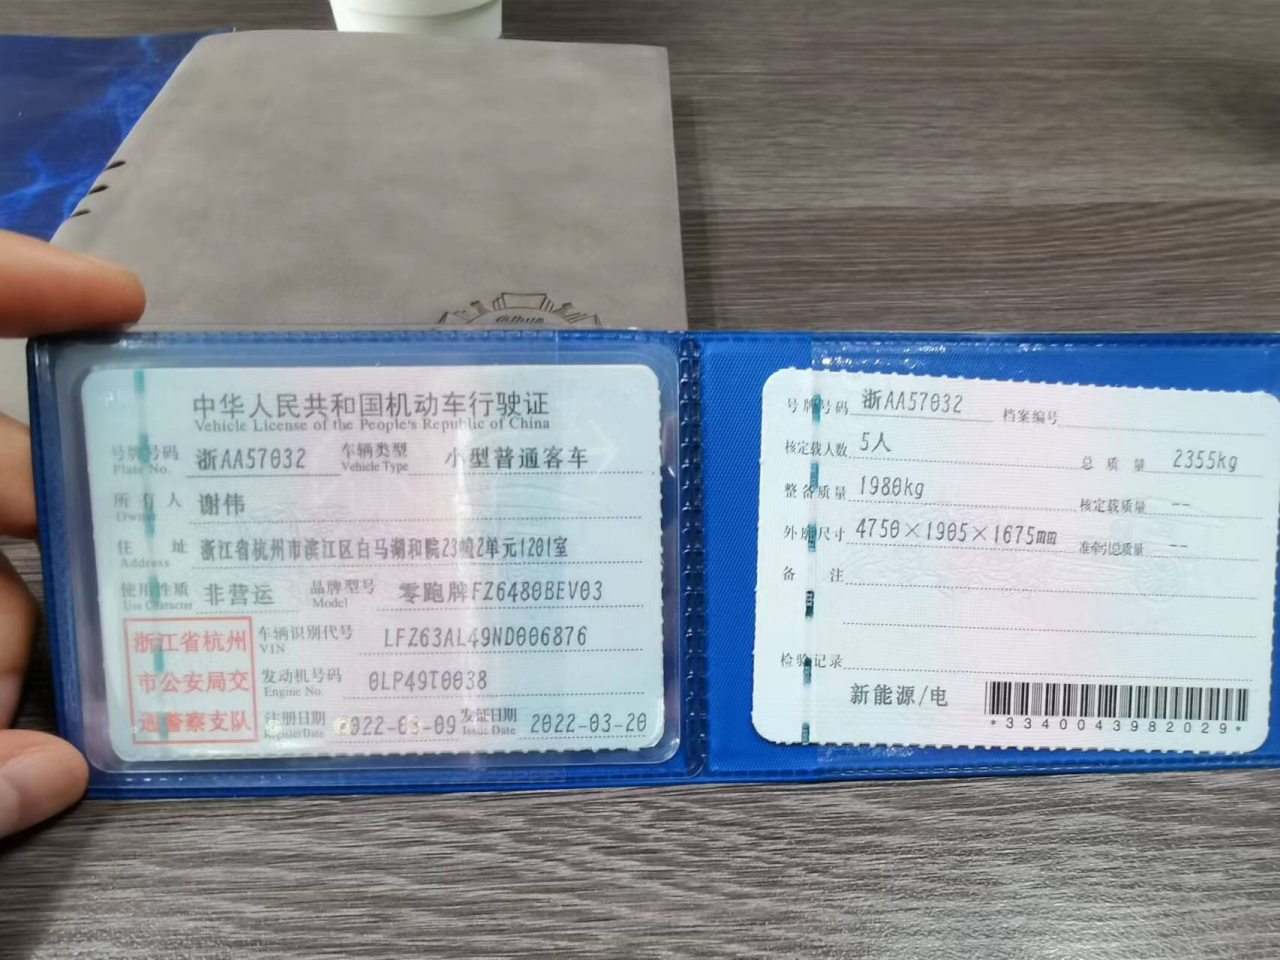 中华人民共和国机动车行驶证
Vehicle License of the People's Republic of China
号牌号码 浙AA57032 车辆类型 小型普通客车
Plate No. Vehicle Type
所有人 谢伟
Owner
住址 浙江省杭州市滨江区白马湖和院23幢2单元1201室
Address
使用性质 非营运 品牌型号 零跑牌FZ6480BEV03
Use Character Model
浙江省杭州
市公安局交
通警察支队
车辆识别代号 LFZ63AL49ND006876
VIN
发动机号码 0LP49T0038
Engine No.
注册日期 2022-03-09 发证日期 2022-03-20
Register Date Issue Date
号牌号码 浙AA57032 档案编号
核定载人数 5人 总质量 2355kg
整备质量 1980kg 核定载质量 --
外廓尺寸 4750×1905×1675mm 准牵引总质量 --
备注
检验记录
新能源/电
*3340043982029*